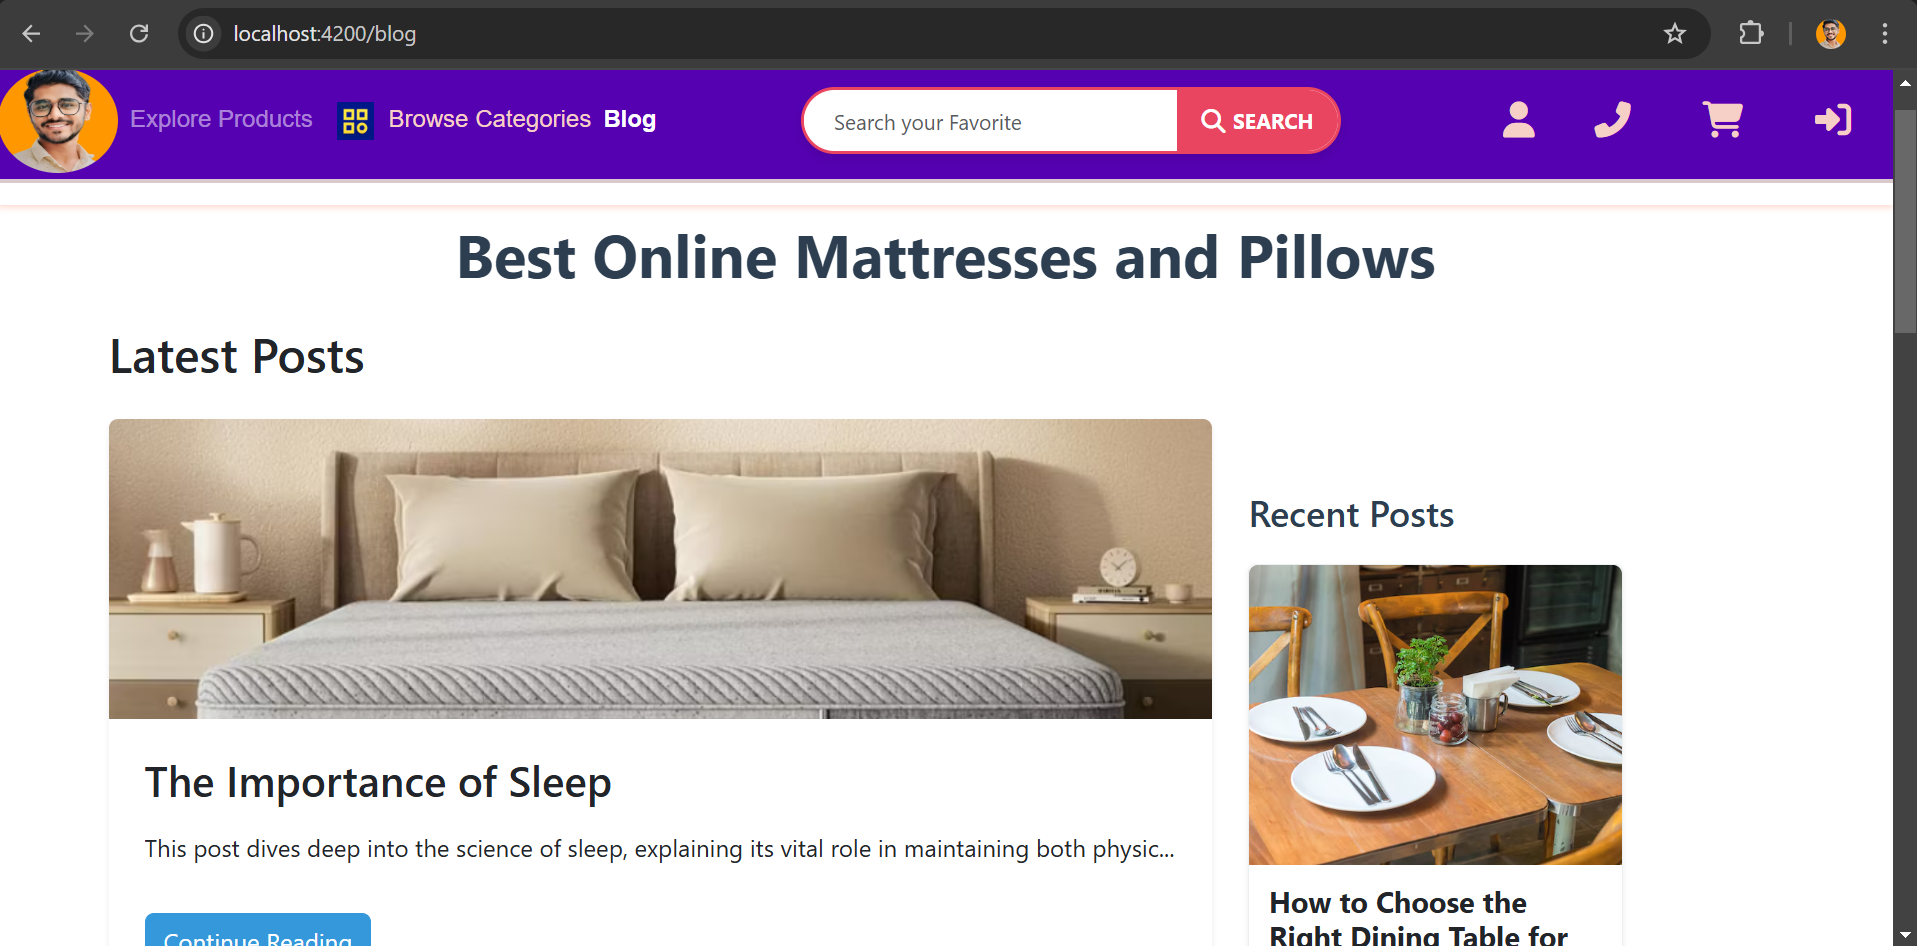 localhost:4200/blog
Explore Products
Browse Categories
Blog
Search your Favorite
SEARCH
Best Online Mattresses and Pillows
Latest Posts
The Importance of Sleep
This post dives deep into the science of sleep, explaining its vital role in maintaining both physic...
Continue Reading
Recent Posts
How to Choose the
Right Dining Table for